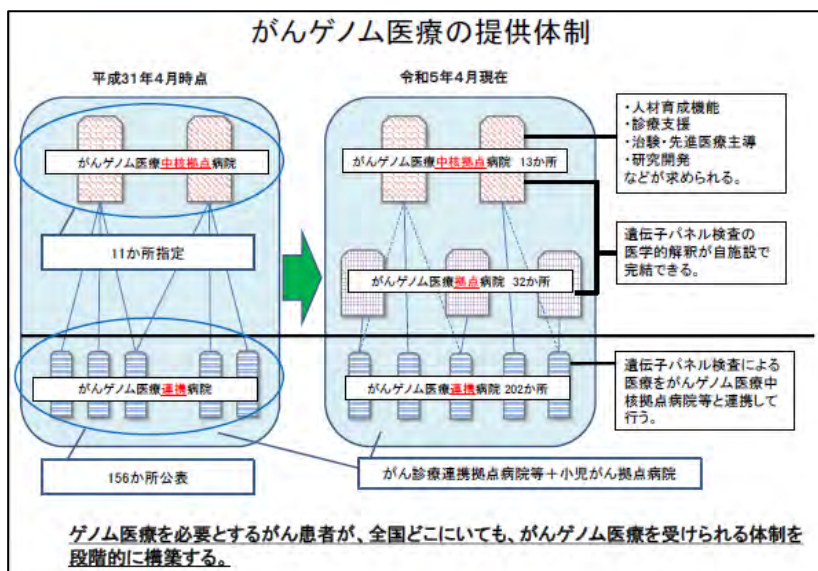 がんゲノム医療の提供体制
平成31年4月時点
令和5年4月現在
がんゲノム医療中核拠点病院
11か所指定
がんゲノム医療連携病院
156か所公表
がんゲノム医療中核拠点病院 13か所
がんゲノム医療拠点病院 32か所
がんゲノム医療連携病院 202か所
がん診療連携拠点病院等＋小児がん拠点病院
・人材育成機能
・診療支援
・治験・先進医療主導
・研究開発
などが求められる。
遺伝子パネル検査の
医学的解釈が自施設で
完結できる。
遺伝子パネル検査による
医療をがんゲノム医療中
核拠点病院等と連携して
行う。
ゲノム医療を必要とするがん患者が、全国どこにいても、がんゲノム医療を受けられる体制を
段階的に構築する。